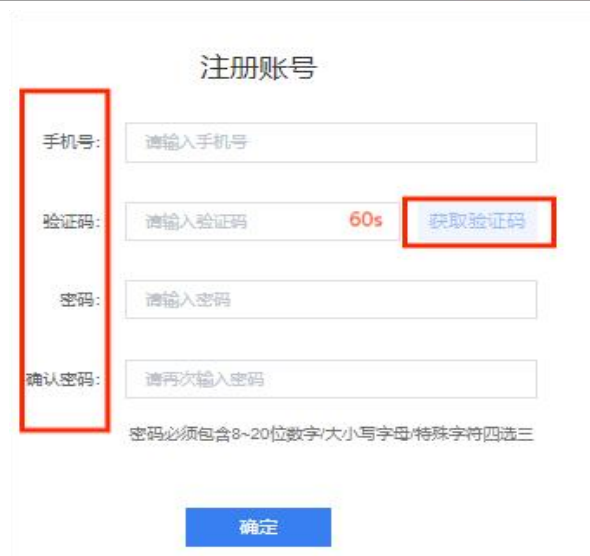 注册账号
手机号: 请输入手机号
验证码: 请输入验证码 60s 获取验证码
密码: 请输入密码
确认密码: 请再次输入密码
密码必须包含8~20位数字/大小写字母/特殊字符四选三
确定